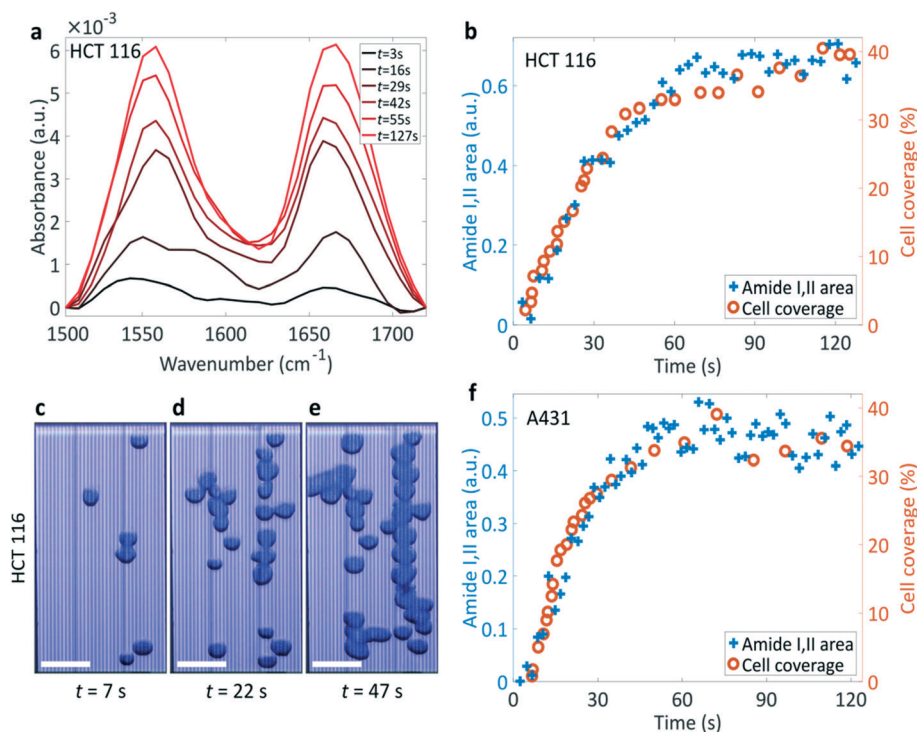 a
×10⁻³
HCT 116
t=3s
t=16s
t=29s
t=42s
t=55s
t=127s
Absorbance (a.u.)
6
5
4
3
2
1
0
1500 1550 1600 1650 1700
Wavenumber (cm⁻¹)
b
HCT 116
Amide I,II area (a.u.)
0.6
0.4
0.2
0
Cell coverage (%)
40
30
20
10
0
Amide I,II area
Cell coverage
0 30 60 90 120
Time (s)
c d e
HCT 116
t = 7 s t = 22 s t = 47 s
f
A431
Amide I,II area (a.u.)
0.5
0.4
0.3
0.2
0.1
0
Cell coverage (%)
40
30
20
10
0
Amide I,II area
Cell coverage
0 30 60 90 120
Time (s)